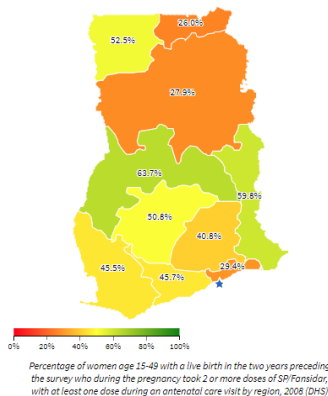 26.0%
52.5%
27.9%
63.7%
59.8%
50.8%
40.8%
29.4%
45.5%
45.7%
0% 20% 40% 60% 80% 100%
Percentage of women age 15-49 with a live birth in the two years preceding
the survey who during the pregnancy took 2 or more doses of SP/Fansidar,
with at least one dose during an antenatal care visit by region, 2008 (DHS)